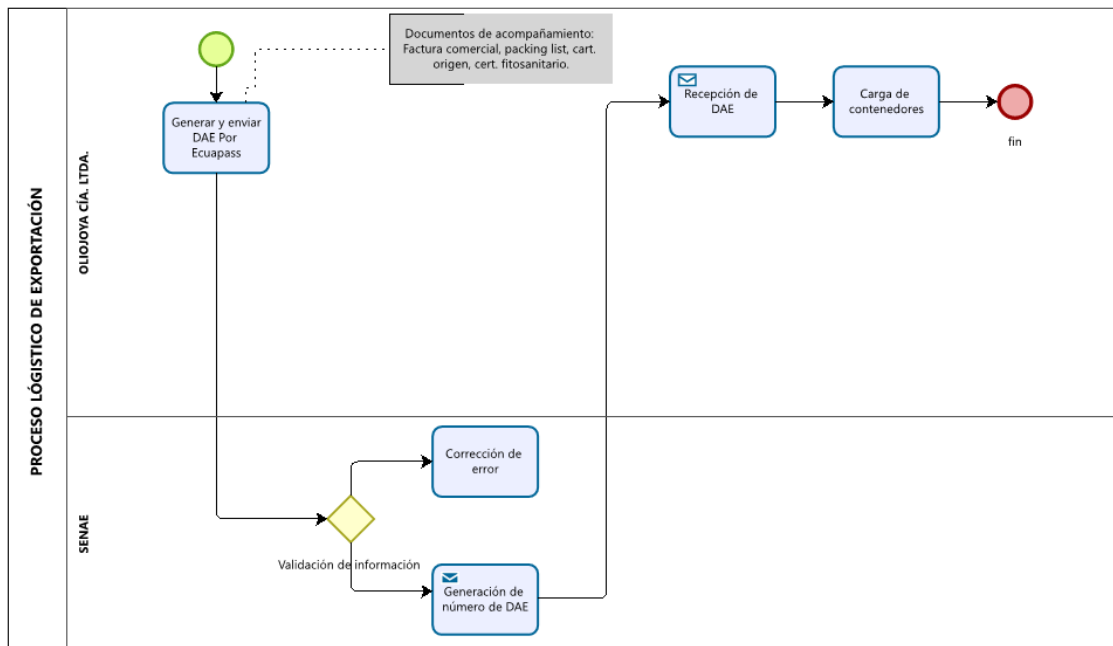 PROCESO LÓGISTICO DE EXPORTACIÓN
OLIOJOYA CÍA. LTDA.
Generar y enviar
DAE Por
Ecuapass
Documentos de acompañamiento:
Factura comercial, packing list, cart.
origen, cert. fitosanitario.
Recepción de
DAE
Carga de
contenedores
fin
SENAE
Validación de información
Corrección de
error
Generación de
número de DAE